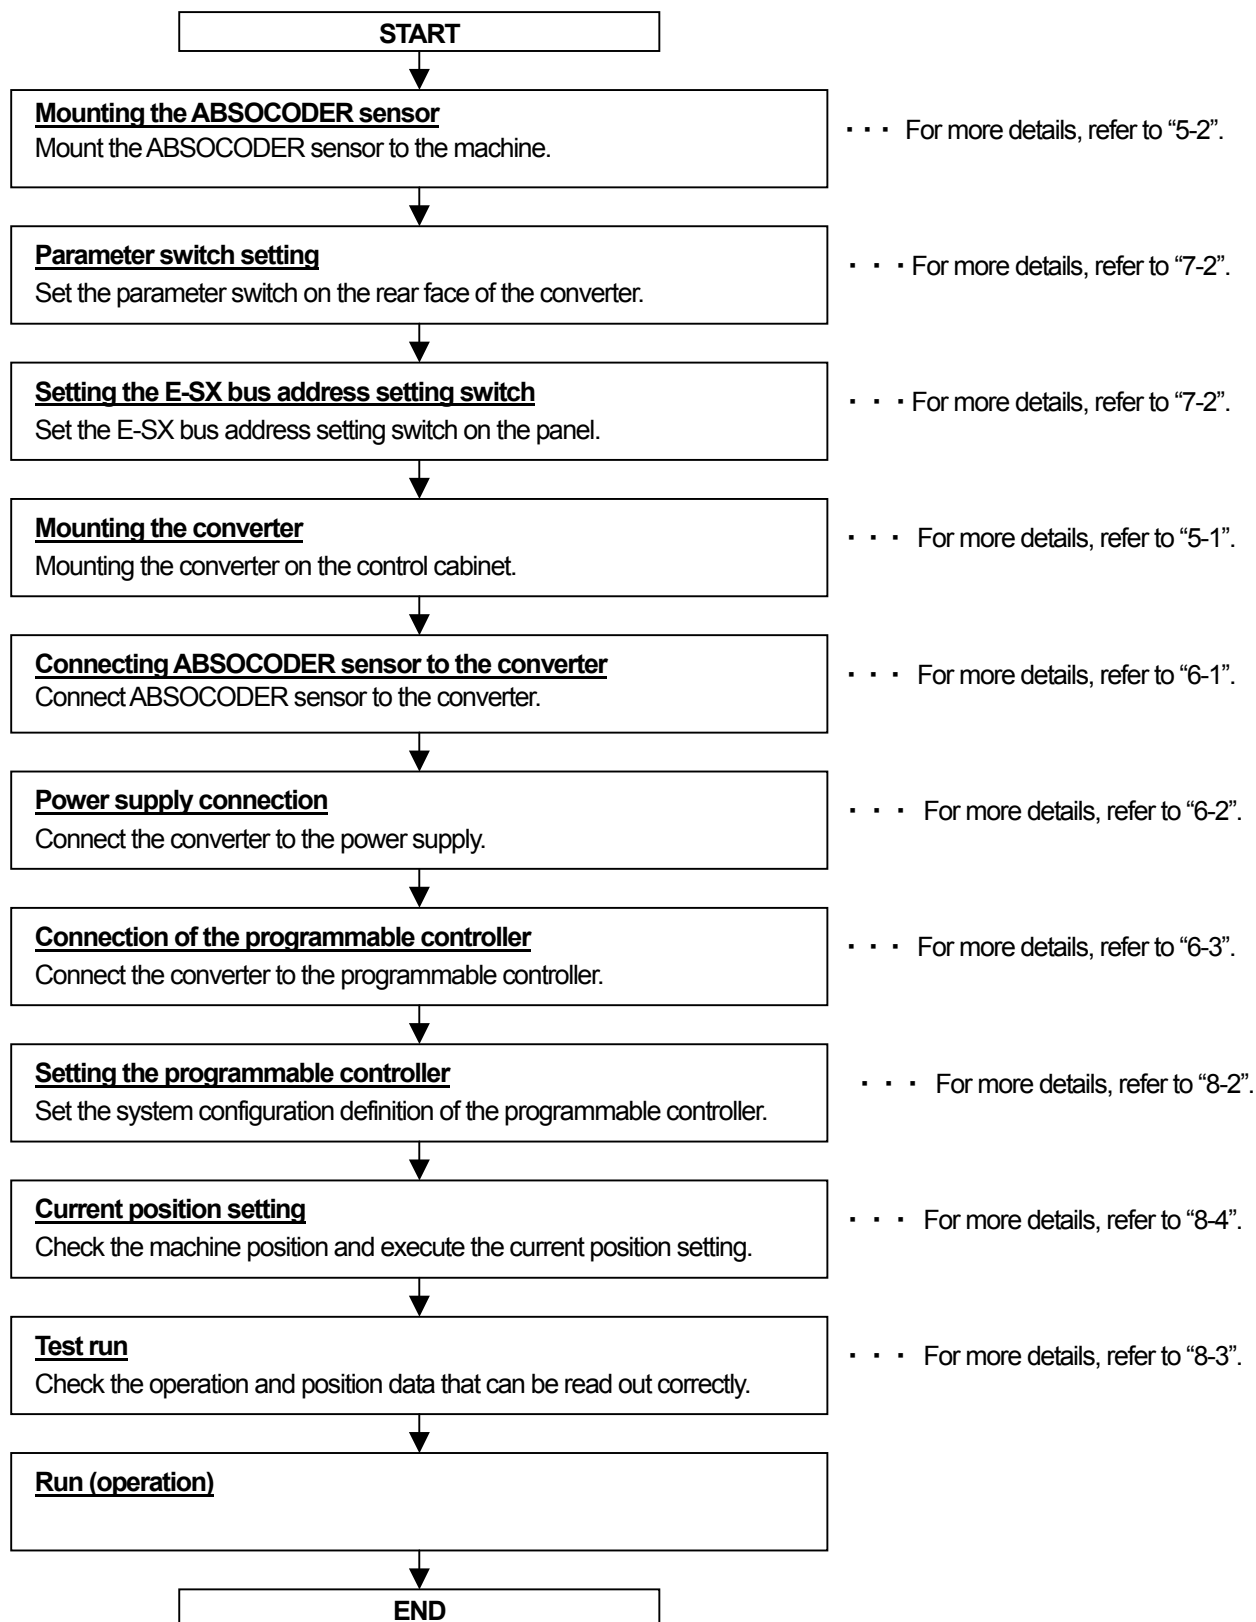 START
Mounting the ABSOCODER sensor
Mount the ABSOCODER sensor to the machine.
・・・ For more details, refer to “5-2”.
Parameter switch setting
Set the parameter switch on the rear face of the converter.
・・・For more details, refer to “7-2”.
Setting the E-SX bus address setting switch
Set the E-SX bus address setting switch on the panel.
・・・For more details, refer to “7-2”.
Mounting the converter
Mounting the converter on the control cabinet.
・・・ For more details, refer to “5-1”.
Connecting ABSOCODER sensor to the converter
Connect ABSOCODER sensor to the converter.
・・・ For more details, refer to “6-1”.
Power supply connection
Connect the converter to the power supply.
・・・ For more details, refer to “6-2”.
Connection of the programmable controller
Connect the converter to the programmable controller.
・・・ For more details, refer to “6-3”.
Setting the programmable controller
Set the system configuration definition of the programmable controller.
・・・ For more details, refer to “8-2”.
Current position setting
Check the machine position and execute the current position setting.
・・・ For more details, refer to “8-4”.
Test run
Check the operation and position data that can be read out correctly.
・・・ For more details, refer to “8-3”.
Run (operation)
END